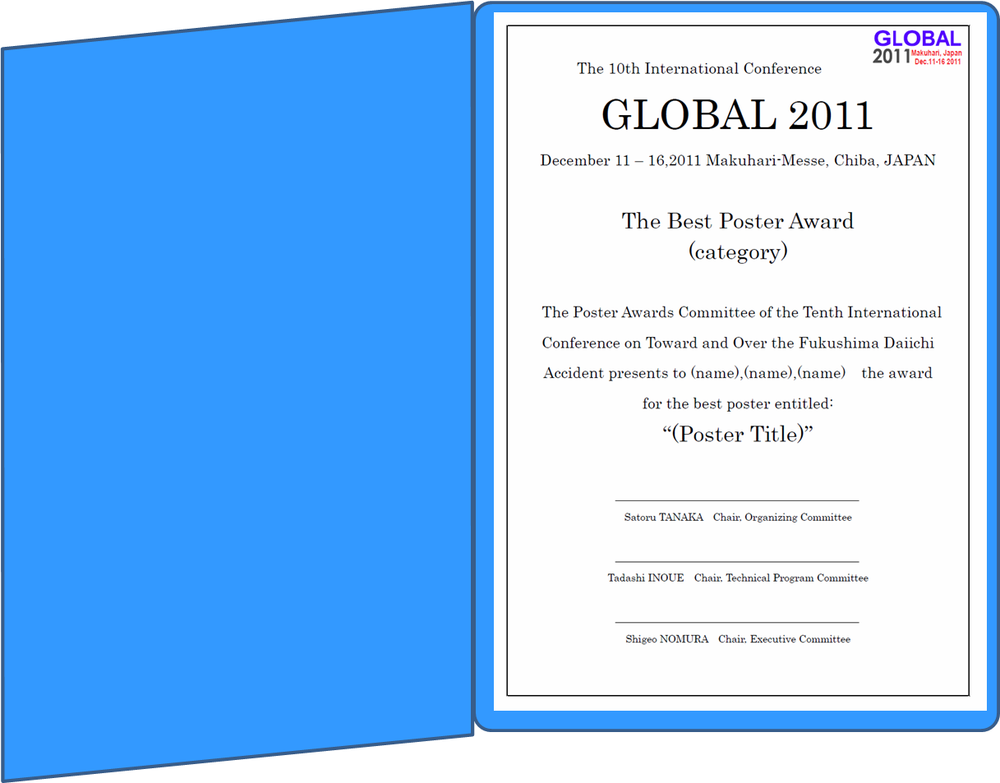 GLOBAL
2011 Makuhari, Japan
Dec.11-16 2011
The 10th International Conference
GLOBAL 2011
December 11 – 16,2011 Makuhari-Messe, Chiba, JAPAN
The Best Poster Award
(category)
The Poster Awards Committee of the Tenth International
Conference on Toward and Over the Fukushima Daiichi
Accident presents to (name),(name),(name) the award
for the best poster entitled:
“(Poster Title)”
Satoru TANAKA Chair, Organizing Committee
Tadashi INOUE Chair, Technical Program Committee
Shigeo NOMURA Chair, Executive Committee